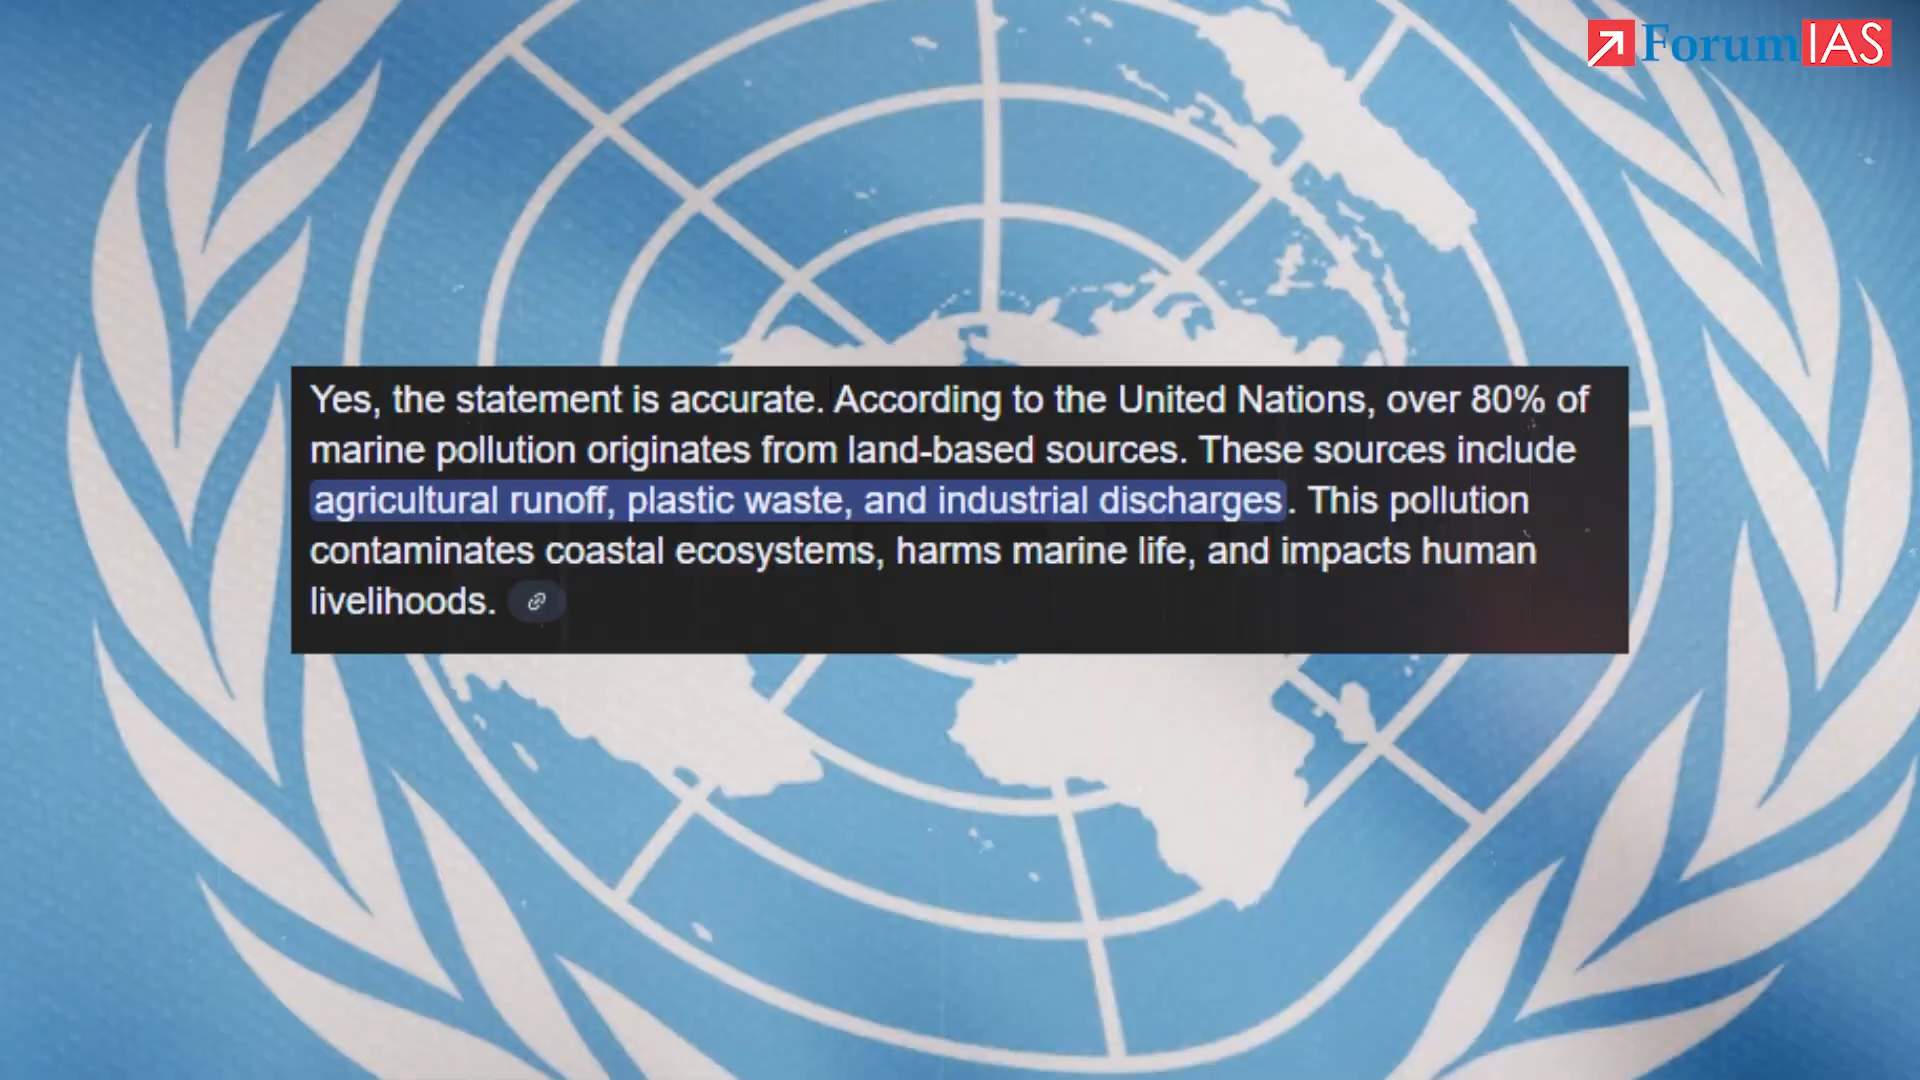 ForumIAS
Yes, the statement is accurate. According to the United Nations, over 80% of
marine pollution originates from land-based sources. These sources include
agricultural runoff, plastic waste, and industrial discharges. This pollution
contaminates coastal ecosystems, harms marine life, and impacts human
livelihoods.